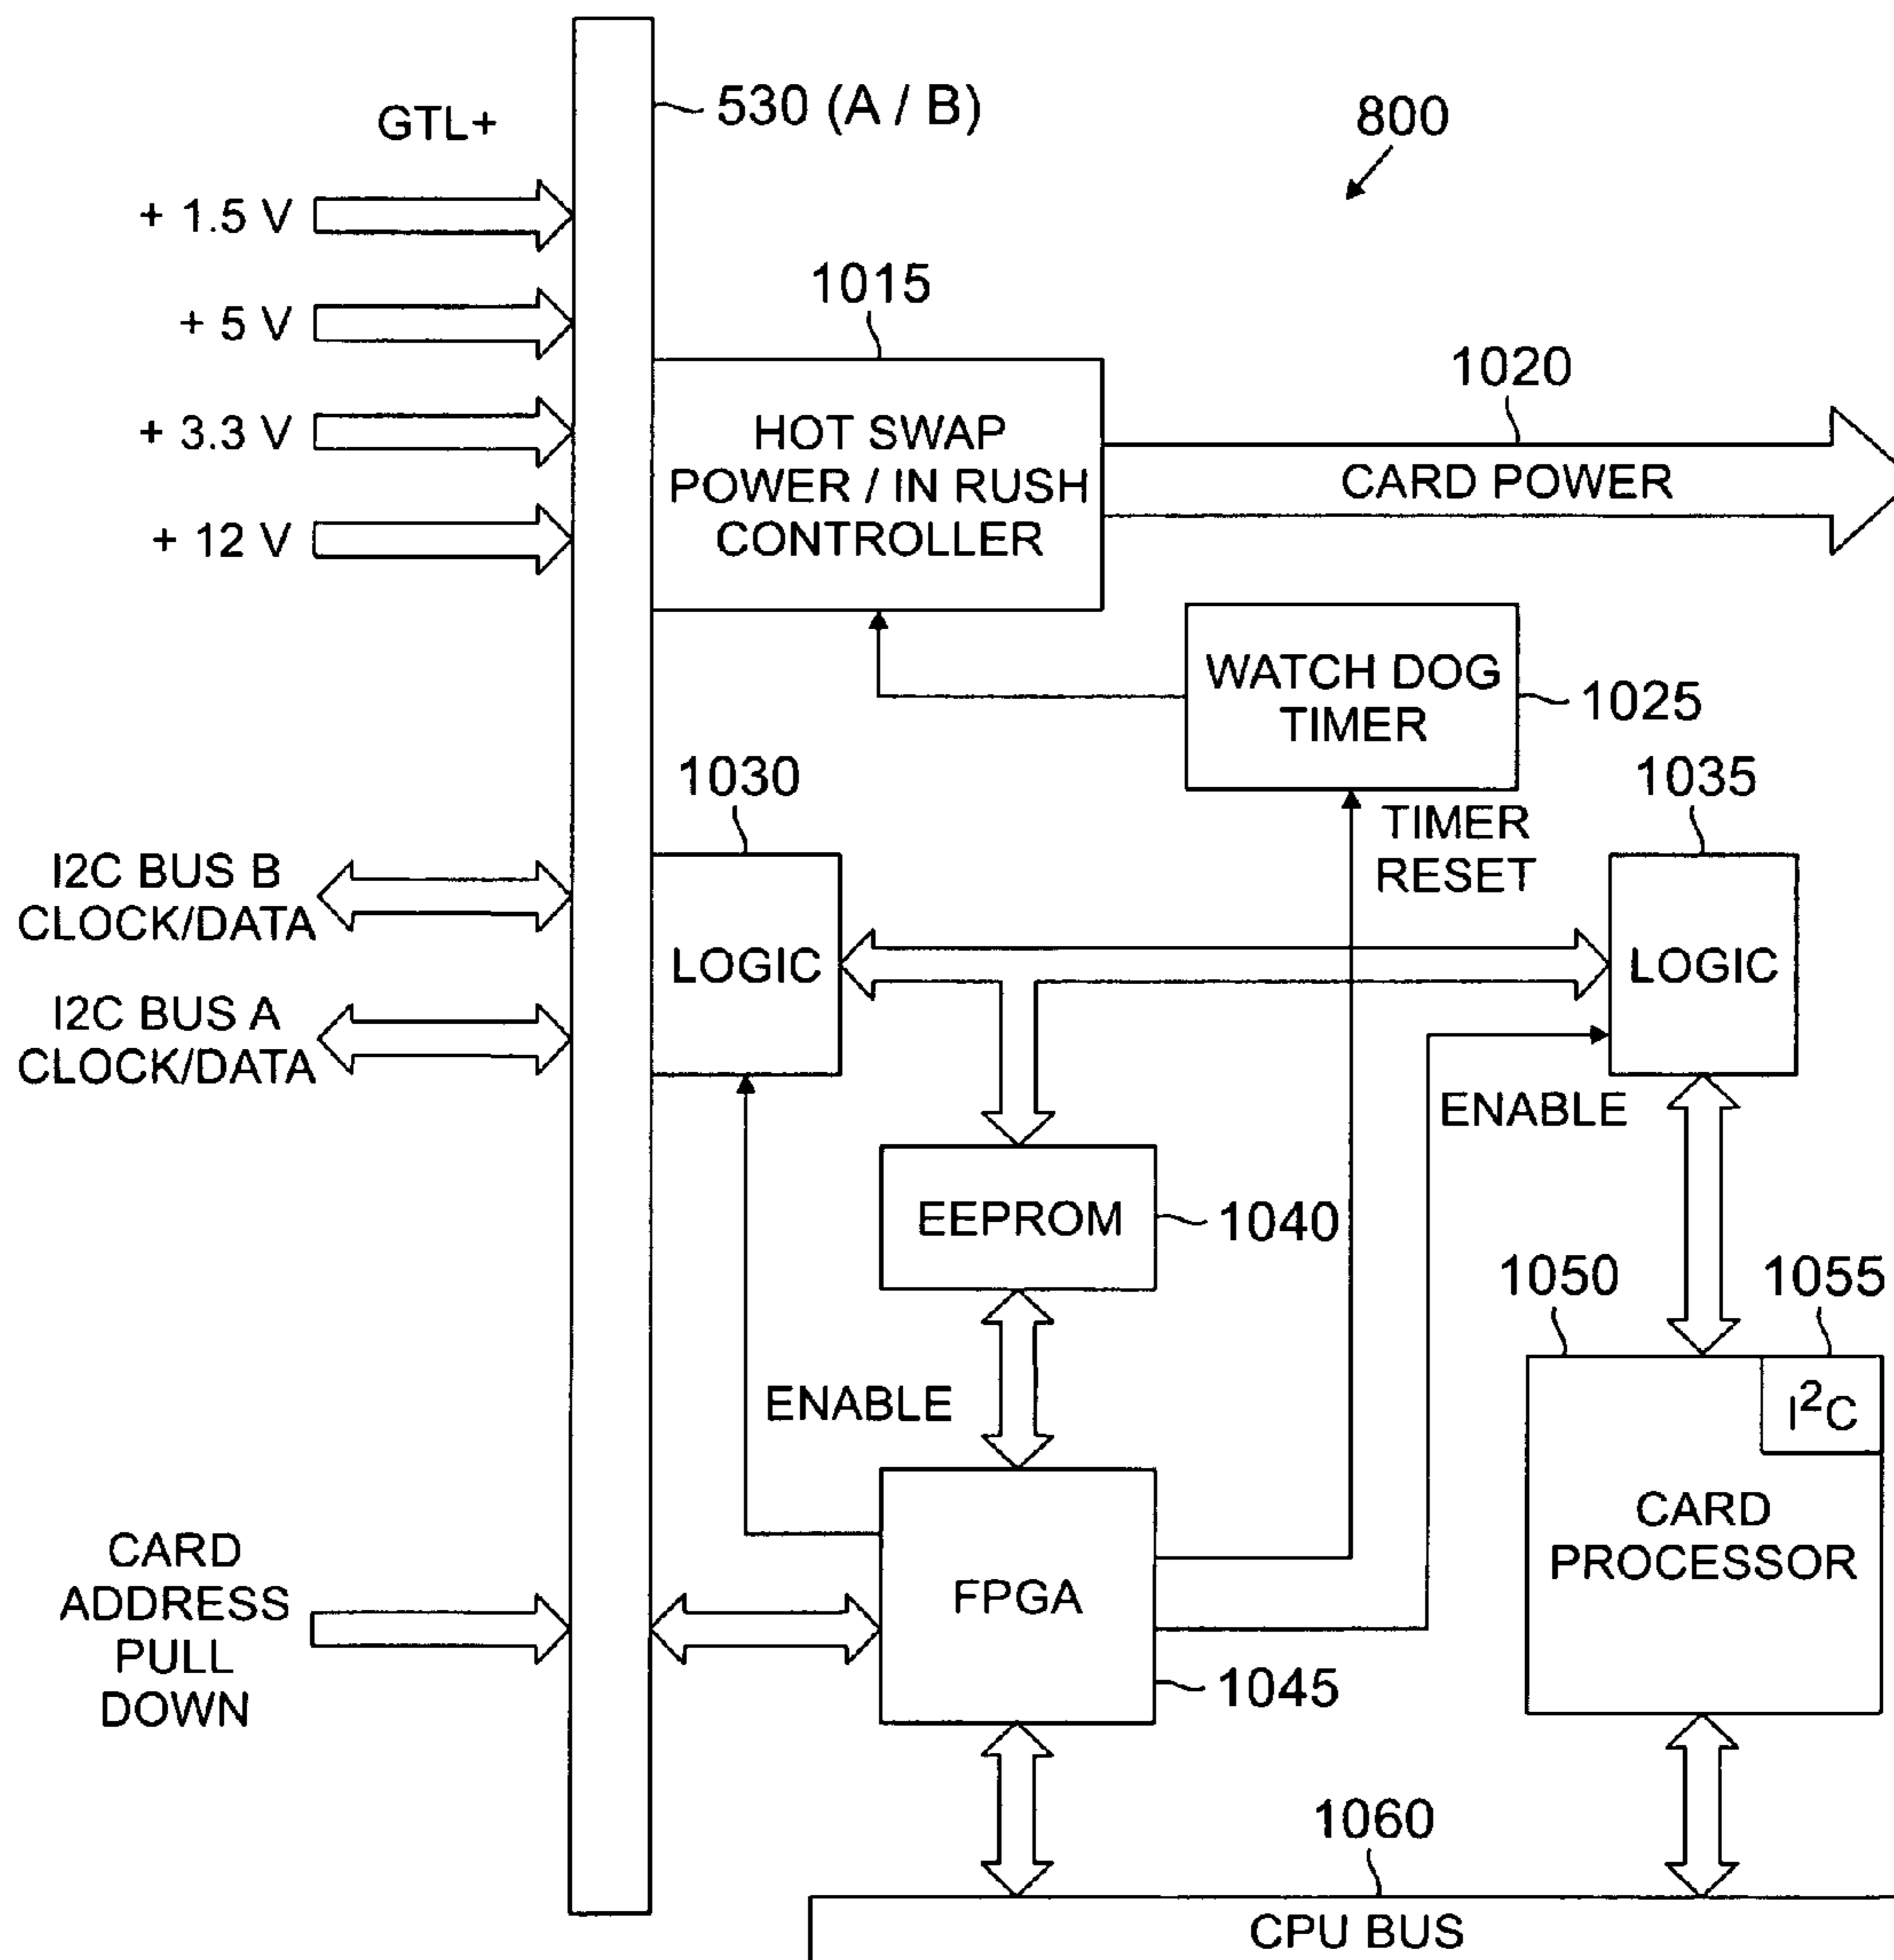 GTL+
530 (A / B)
800
+ 1.5 V
+ 5 V
+ 3.3 V
+ 12 V
1015
HOT SWAP
POWER / IN RUSH
CONTROLLER
1020
CARD POWER
WATCH DOG
TIMER
1025
TIMER
RESET
1030
LOGIC
1035
LOGIC
I2C BUS B
CLOCK/DATA
I2C BUS A
CLOCK/DATA
ENABLE
EEPROM
1040
1050
1055
I²C
CARD
PROCESSOR
ENABLE
FPGA
1045
CARD
ADDRESS
PULL
DOWN
1060
CPU BUS